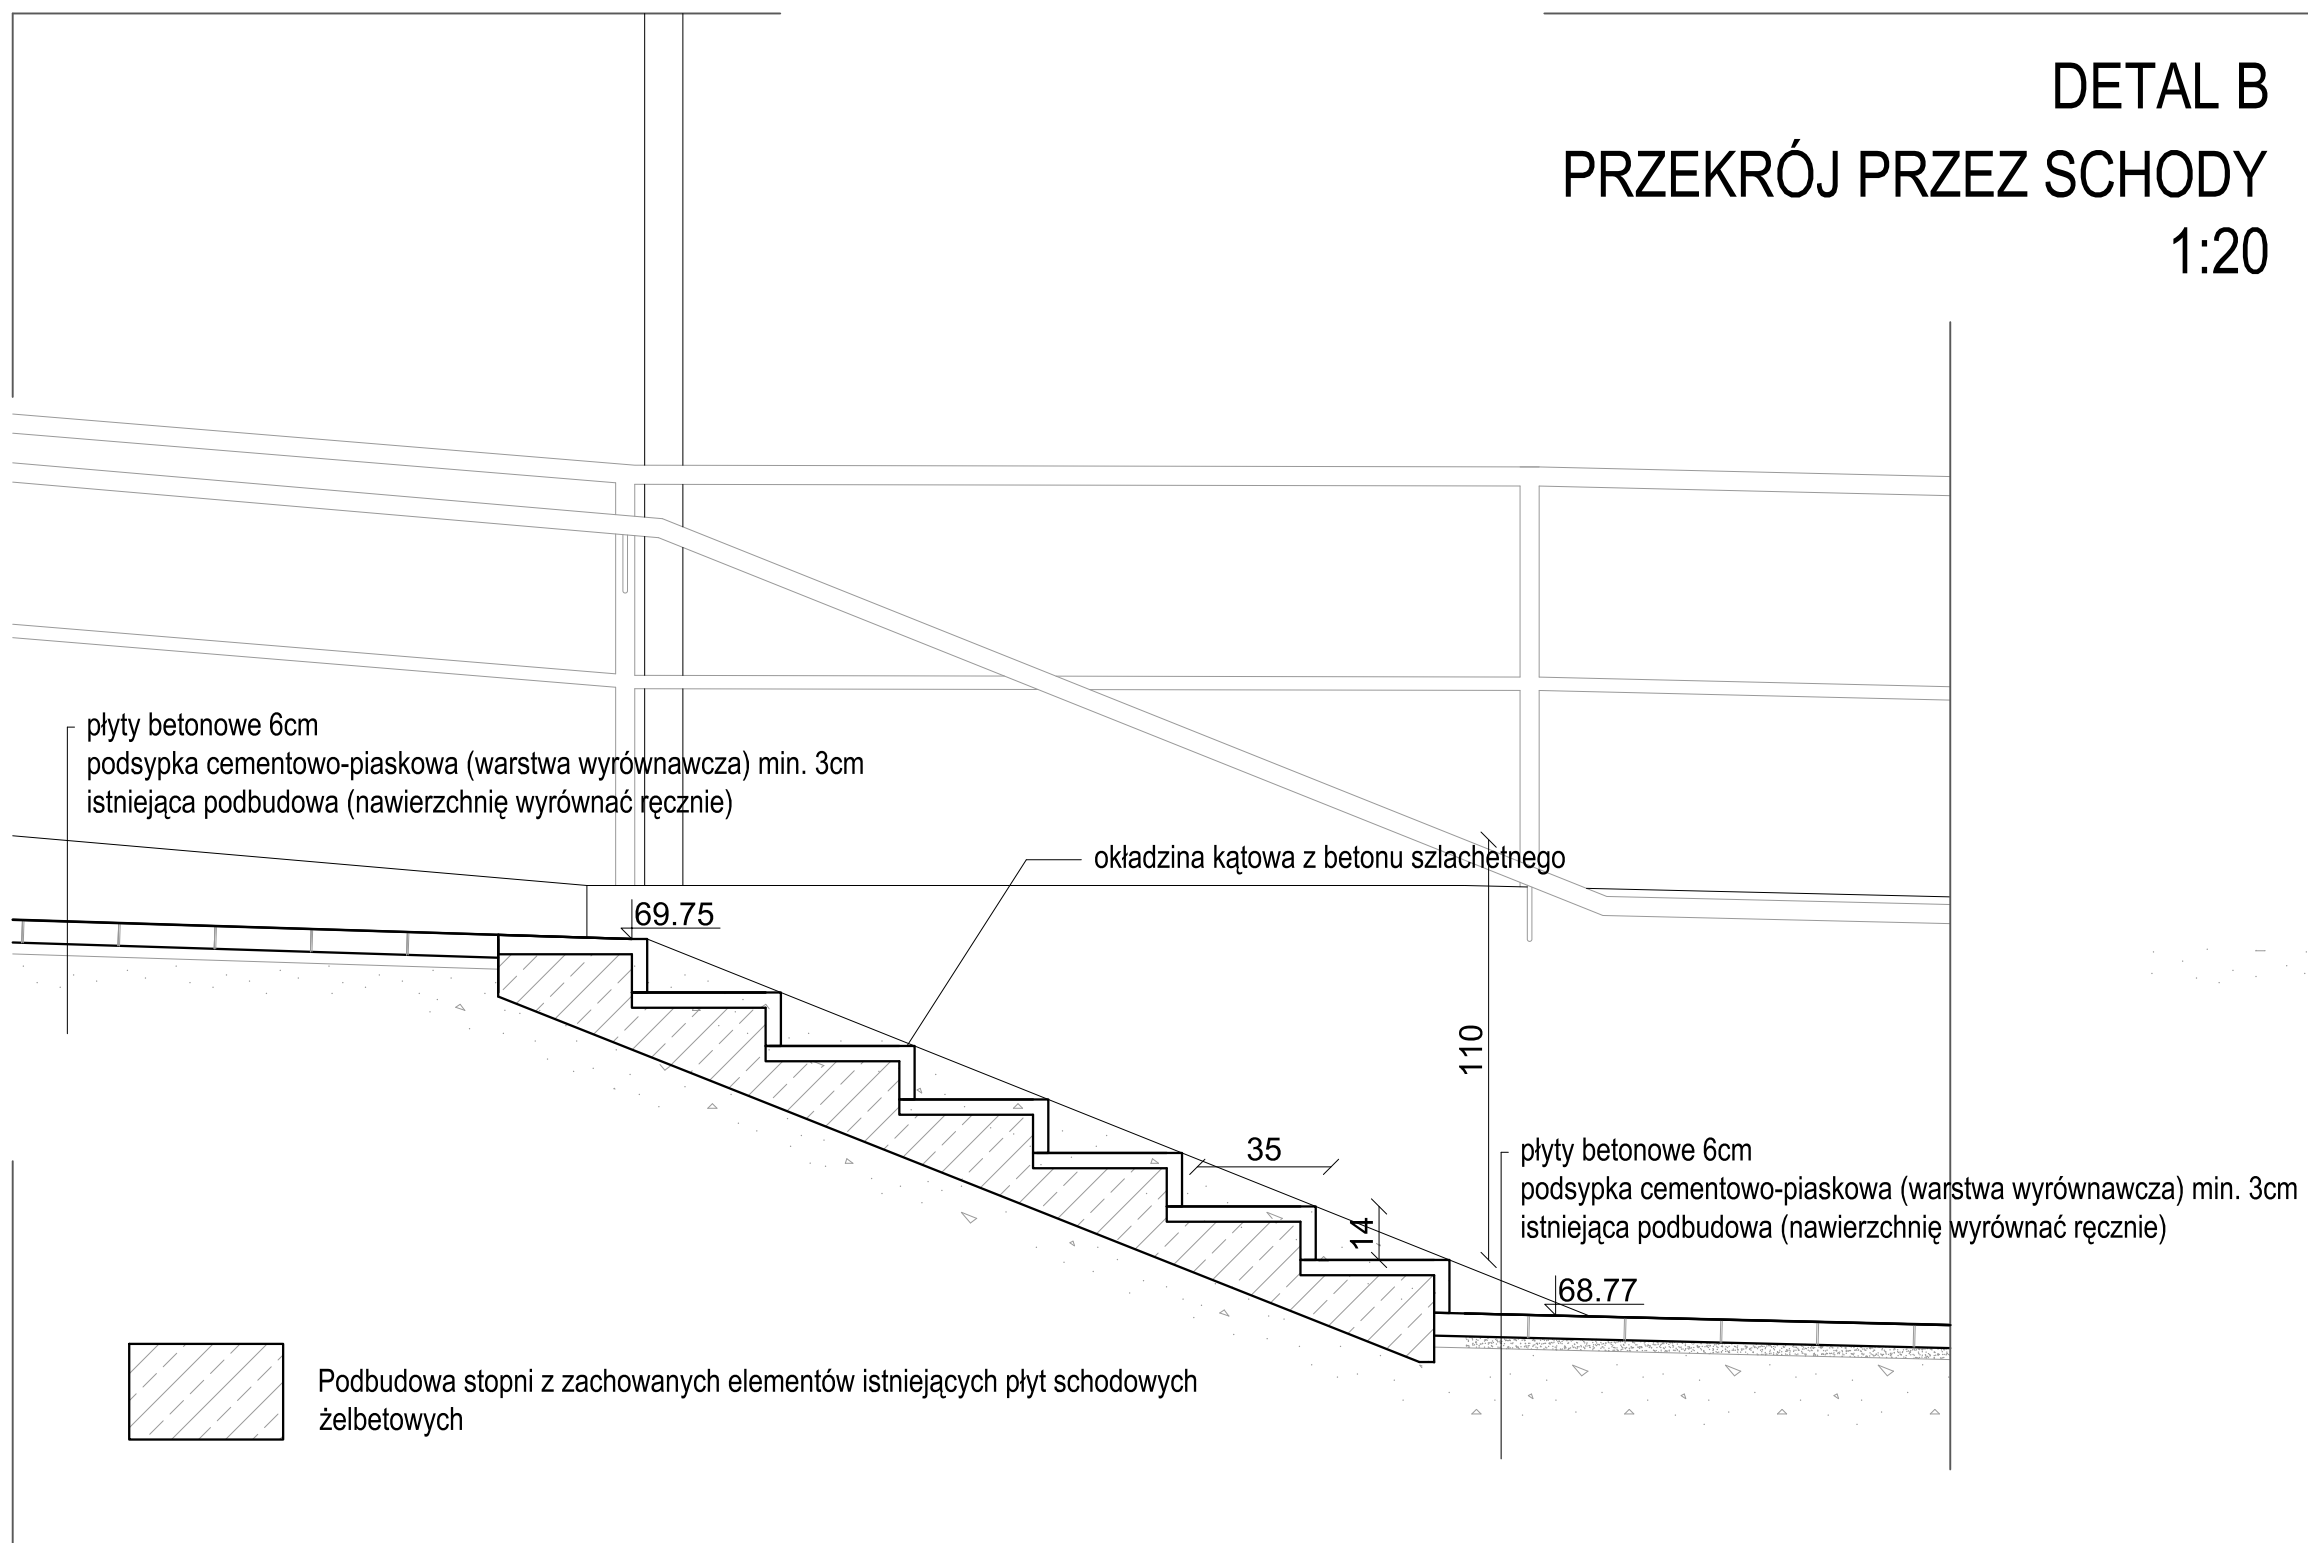 DETAL B
PRZEKRÓJ PRZEZ SCHODY
1:20
płyty betonowe 6cm
podsypka cementowo-piaskowa (warstwa wyrównawcza) min. 3cm
istniejąca podbudowa (nawierzchnię wyrównać ręcznie)
okładzina kątowa z betonu szlachetnego
69.75
110
35
14
płyty betonowe 6cm
podsypka cementowo-piaskowa (warstwa wyrównawcza) min. 3cm
istniejąca podbudowa (nawierzchnię wyrównać ręcznie)
68.77
Podbudowa stopni z zachowanych elementów istniejących płyt schodowych
żelbetowych